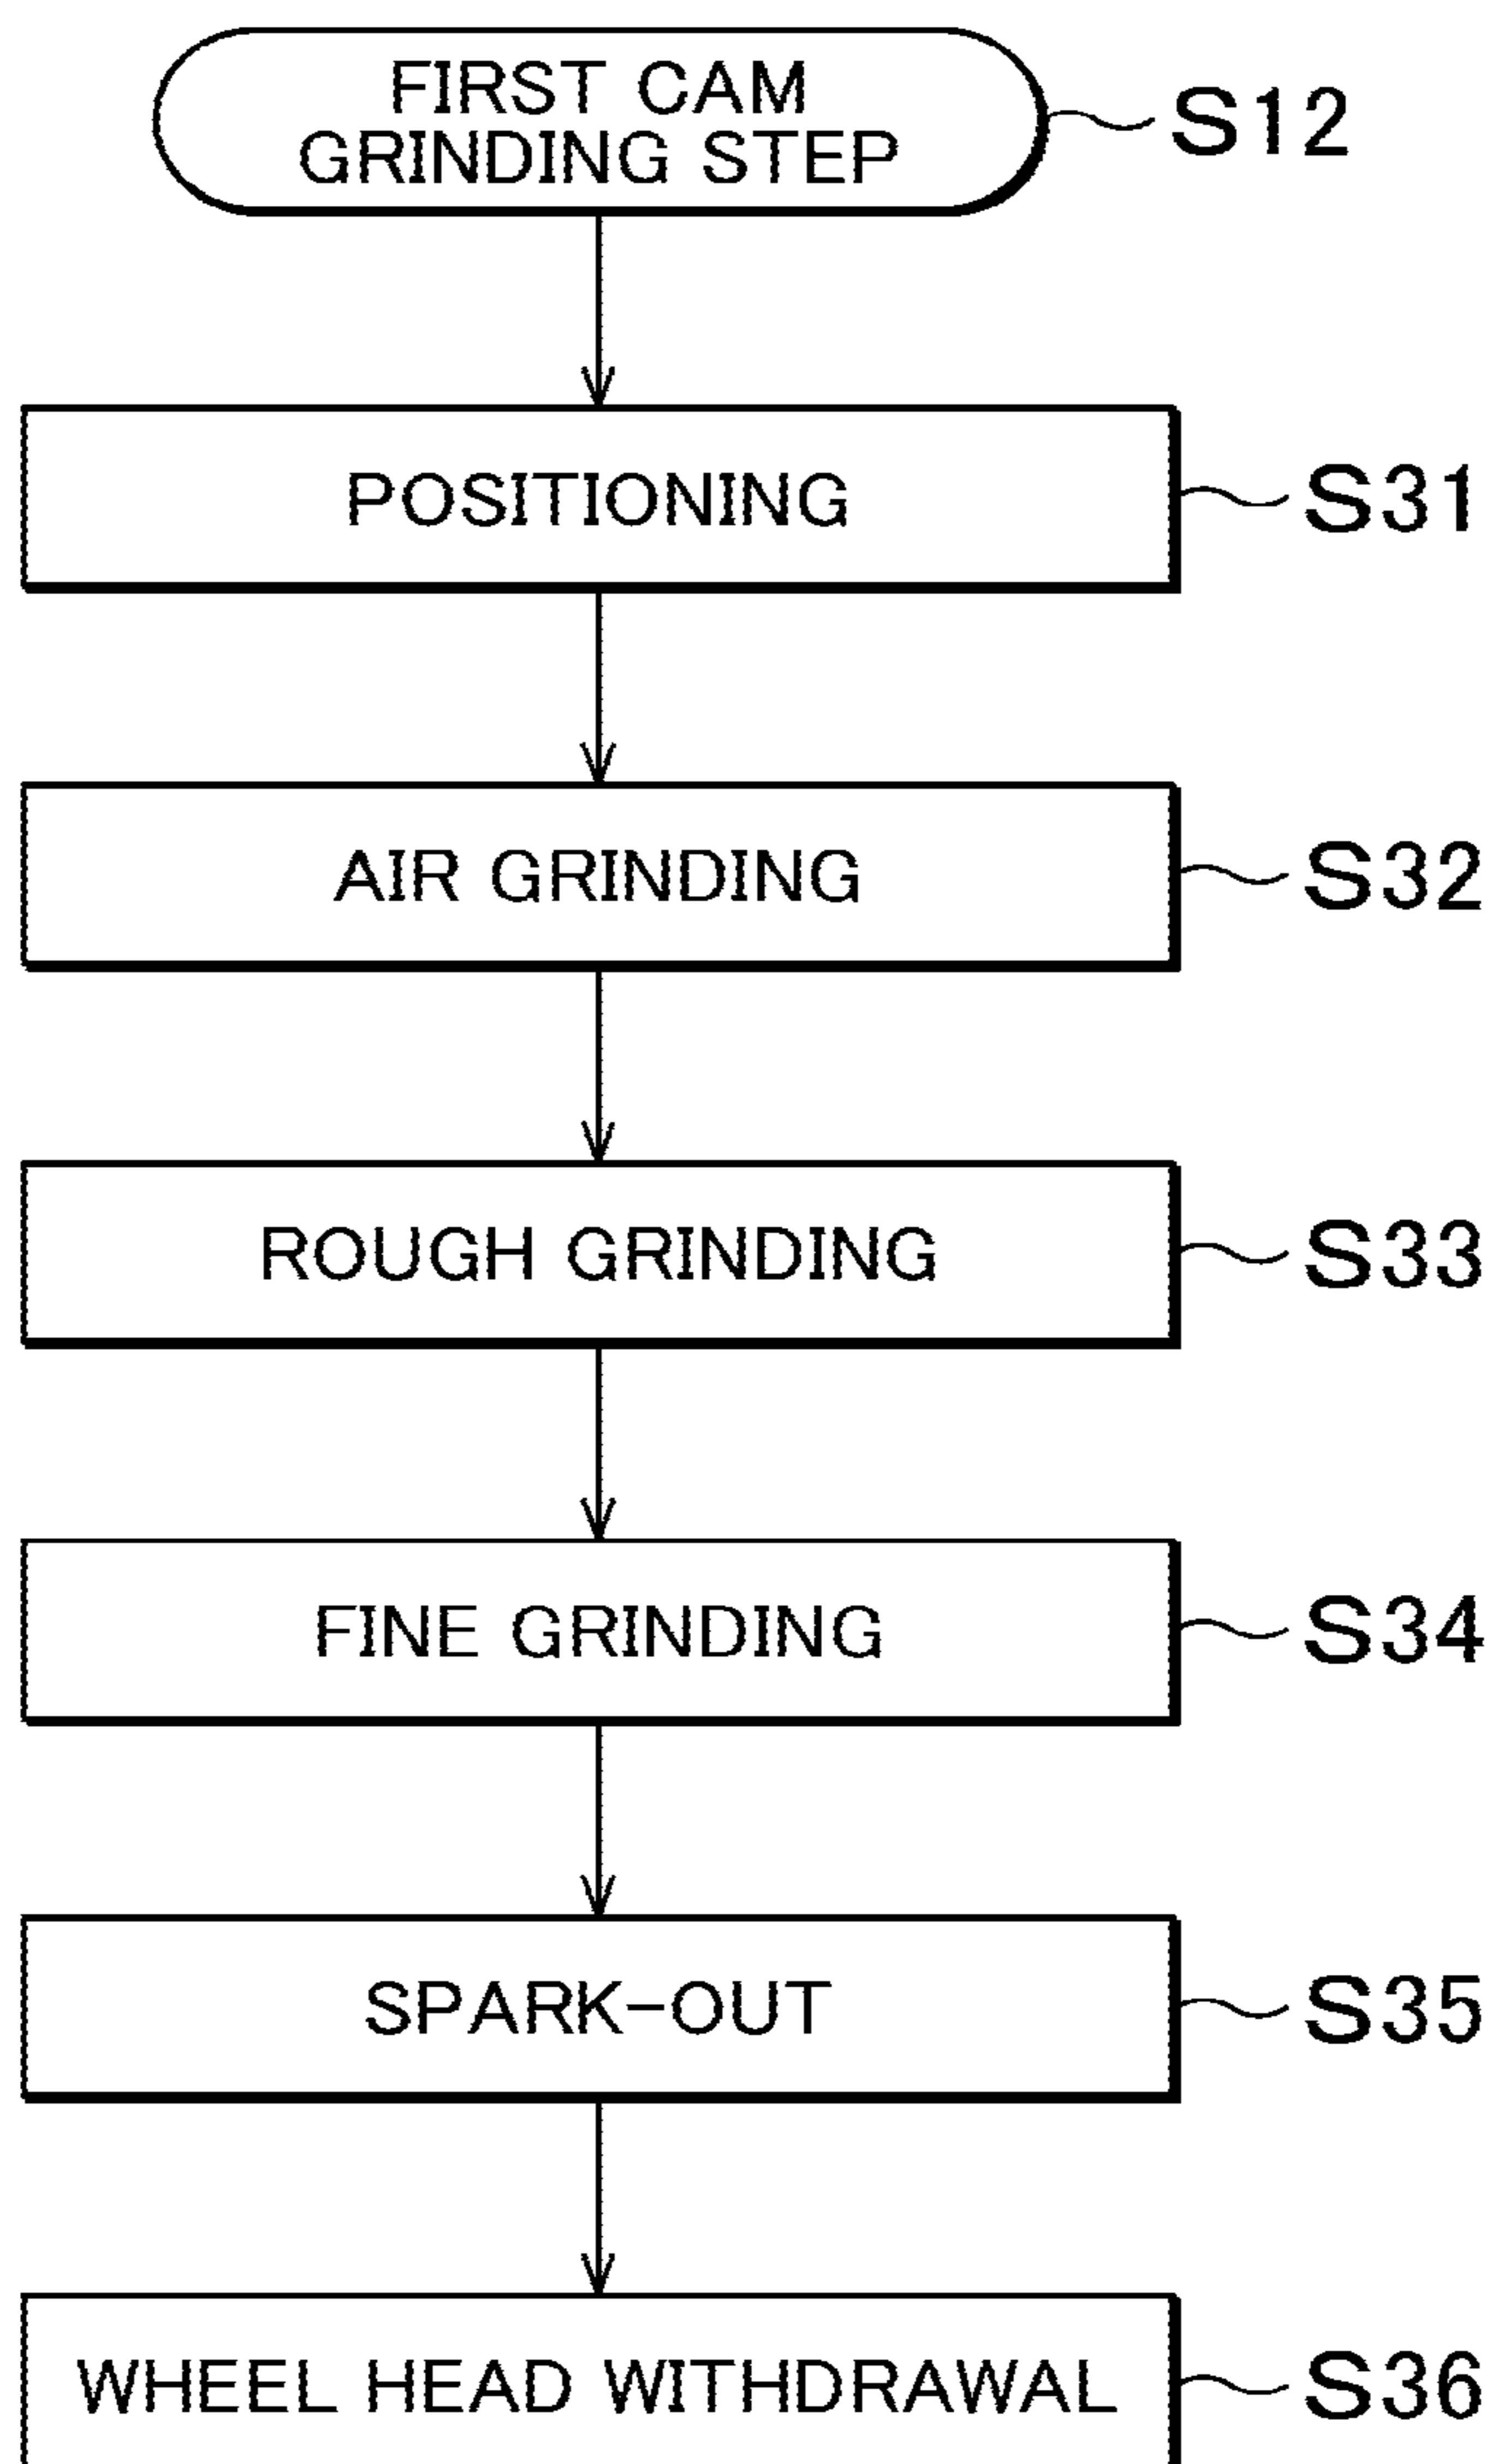 FIRST CAM
GRINDING STEP
S12
POSITIONING
S31
AIR GRINDING
S32
ROUGH GRINDING
S33
FINE GRINDING
S34
SPARK-OUT
S35
WHEEL HEAD WITHDRAWAL
S36